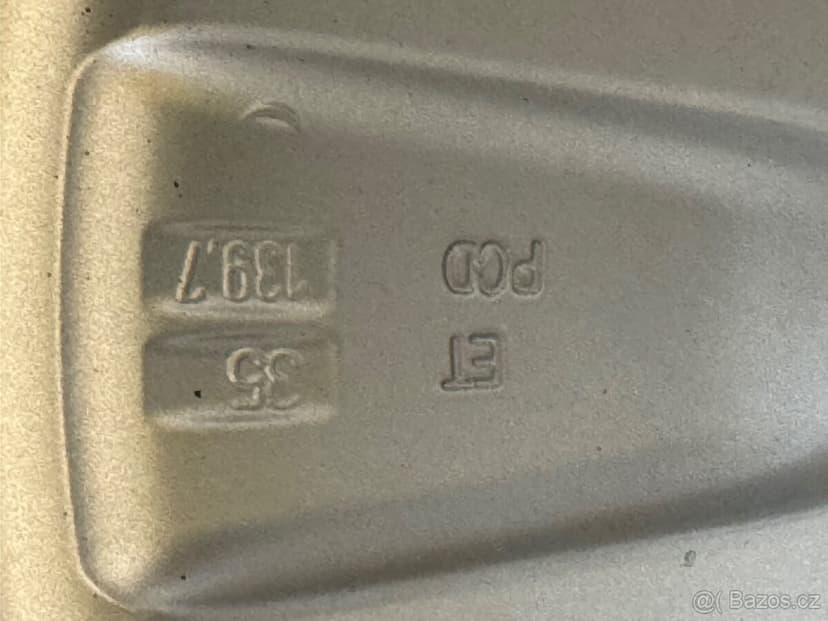 ET 35
PCD 139,7
Bazos.cz